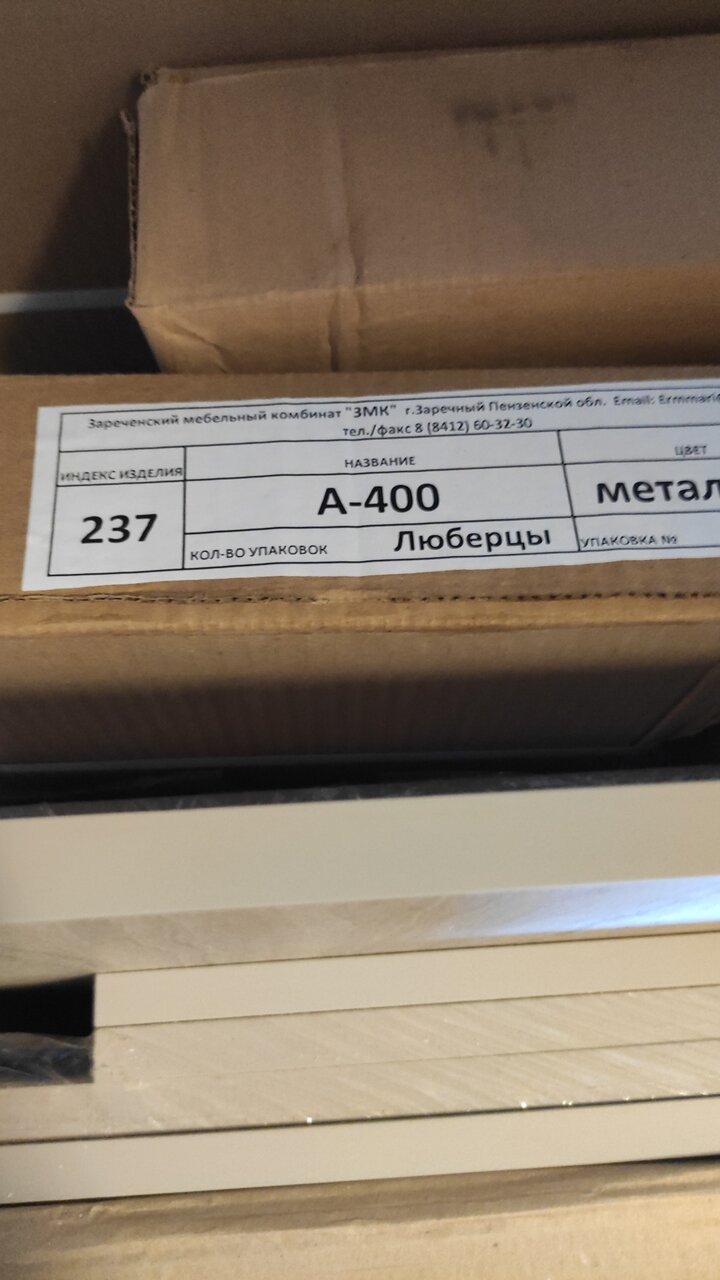 Зареченский мебельный комбинат "ЗМК" г.Заречный Пензенской обл. Email:
тел./факс 8 (8412) 60-32-30
ИНДЕКС ИЗДЕЛИЯ НАЗВАНИЕ ЦВЕТ
237 А-400 метал
КОЛ-ВО УПАКОВОК Люберцы УПАКОВКА №